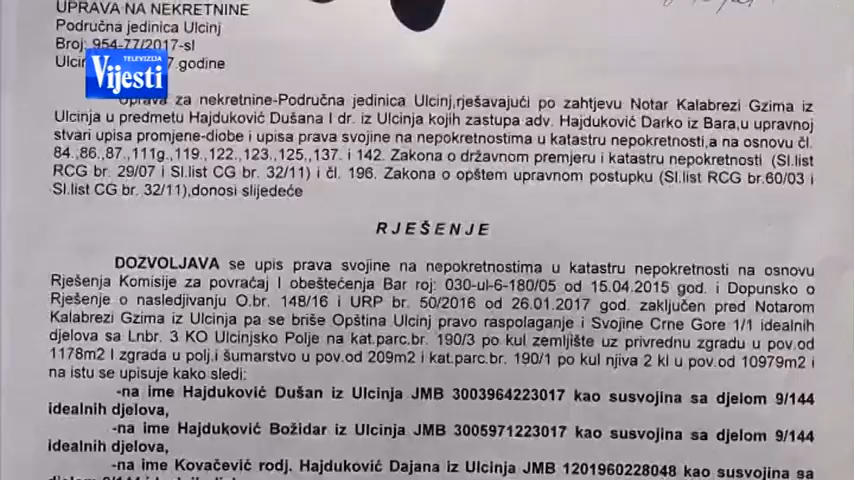 UPRAVA NA NEKRETNINE
Područna jedinica Ulcinj
Broj: 954-77/2017-sl
Ulcin 7.godine
TELEVIZIJA
Vijesti
Uprava za nekretnine-Područna jedinica Ulcinj,rješavajući po zahtjevu Notar Kalabrezi Gzima iz
Ulcinja u predmetu Hajduković Dušana I dr. iz Ulcinja kojih zastupa adv. Hajduković Darko iz Bara,u upravnoj
stvari upisa promjene-diobe i upisa prava svojine na nepokretnostima u katastru nepokretnosti,a na osnovu čl.
84.,86.,87.,111g.,119.,122.,123.,125.,137. i 142. Zakona o državnom premjeru i katastru nepokretnosti (Sl.list
RCG br. 29/07 i Sl.list CG br. 32/11) i čl. 196. Zakona o opštem upravnom postupku (Sl.list RCG br.60/03 i
Sl.list CG br. 32/11),donosi slijedeće
RJEŠENJE
DOZVOLJAVA se upis prava svojine na nepokretnostima u katastru nepokretnosti na osnovu
Rješenja Komisije za povraćaj I obeštećenja Bar roj: 030-ul-6-180/05 od 15.04.2015 god. i Dopunsko o
Rješenje o nasledjivanju O.br. 148/16 i URP br. 50/2016 od 26.01.2017 god. zaključen pred Notarom
Kalabrezi Gzima iz Ulcinja pa se briše Opština Ulcinj pravo raspolaganje i Svojine Crne Gore 1/1 idealnih
djelova sa Lnbr. 3 KO Ulcinjsko Polje na kat.parc.br. 190/3 po kul zemljište uz privrednu zgradu u pov.od
1178m2 I zgrada u polj.i šumarstvo u pov.od 209m2 i kat.parc.br. 190/1 po kul njiva 2 kl u pov.od 10979m2 i
na istu se upisuje kako sledi:
-na ime Hajduković Dušan iz Ulcinja JMB 3003964223017 kao susvojina sa djelom 9/144
idealnih djelova,
-na ime Hajduković Božidar iz Ulcinja JMB 3005971223017 kao susvojina sa djelom 9/144
idealnih djelova,
-na ime Kovačević rodj. Hajduković Dajana iz Ulcinja JMB 1201960228048 kao susvojina sa